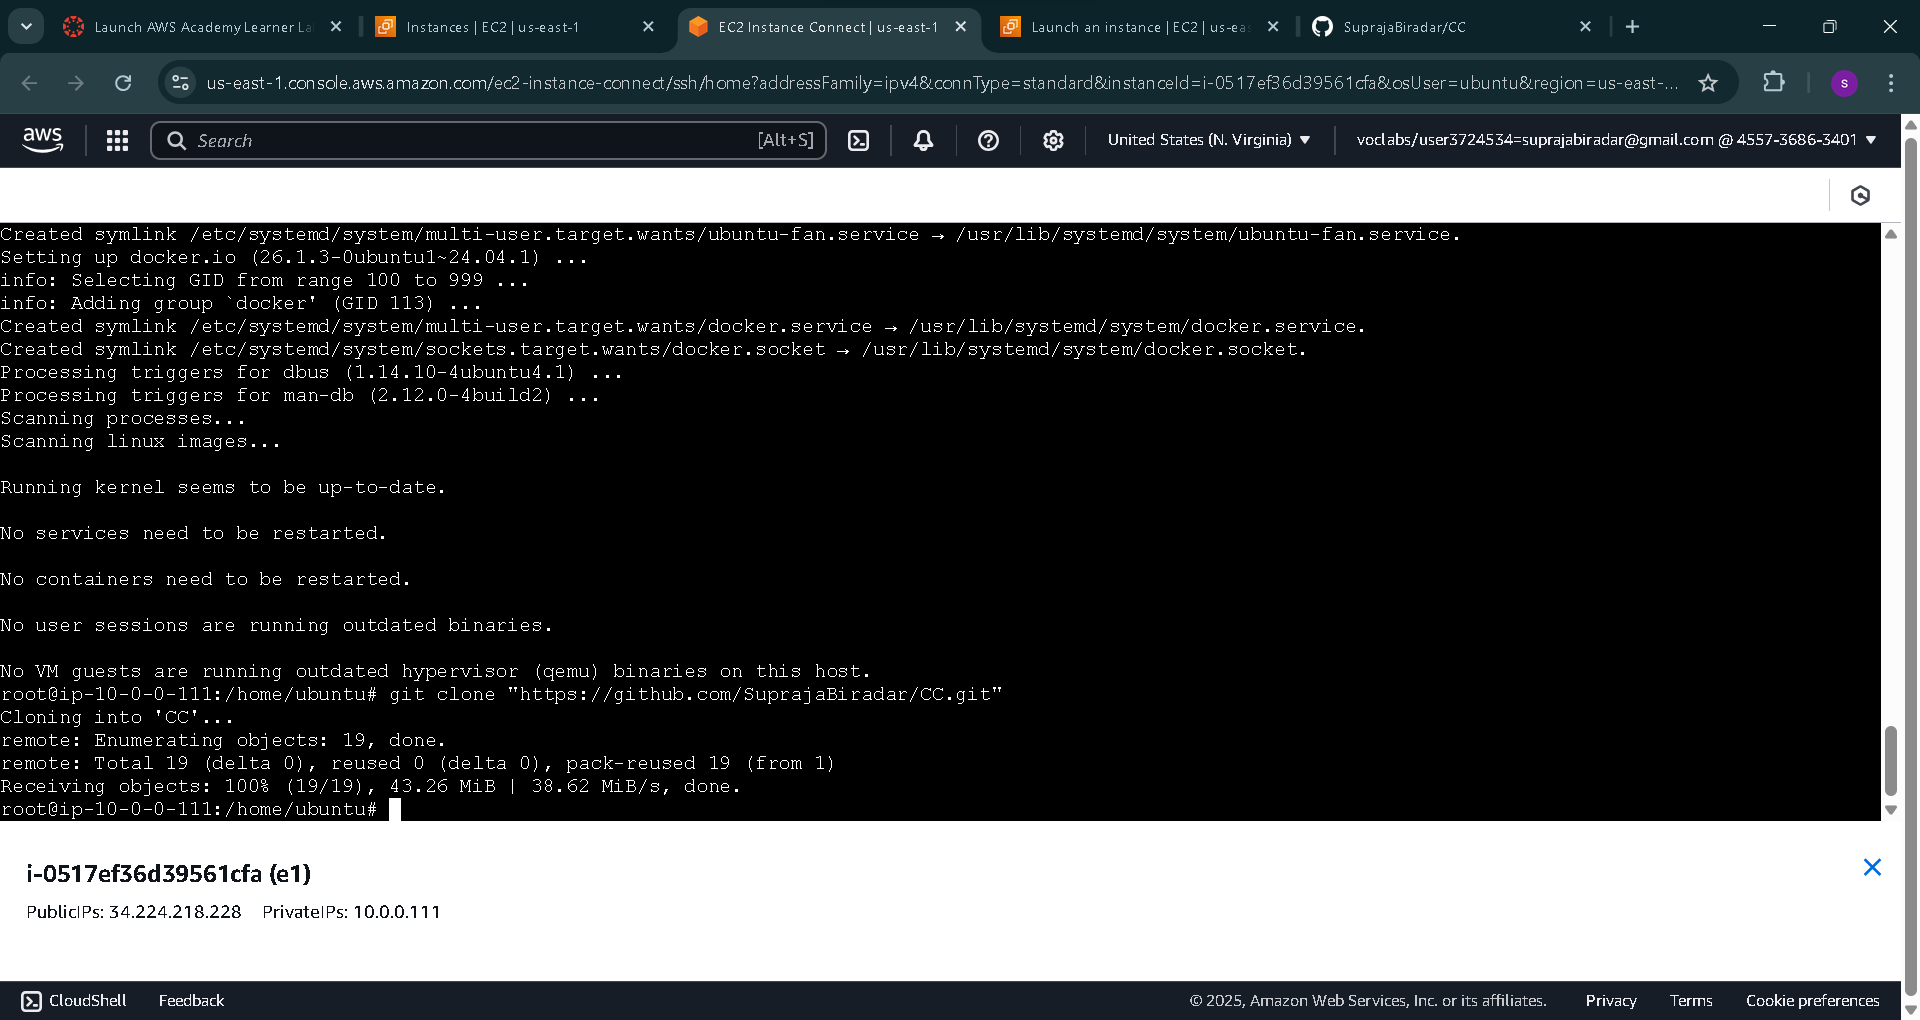 Launch AWS Academy Learner La
Instances | EC2 | us-east-1
EC2 Instance Connect | us-east-1
Launch an instance | EC2 | us-eas
SuprajaBiradar/CC
us-east-1.console.aws.amazon.com/ec2-instance-connect/ssh/home?addressFamily=ipv4&connType=standard&instanceId=i-0517ef36d39561cfa&osUser=ubuntu&region=us-east-...
S
aws
Search
[Alt+S]
United States (N. Virginia)
voclabs/user3724534=suprajabiradar@gmail.com @ 4557-3686-3401
Created symlink /etc/systemd/system/multi-user.target.wants/ubuntu-fan.service → /usr/lib/systemd/system/ubuntu-fan.service.
Setting up docker.io (26.1.3-0ubuntu1~24.04.1) ...
info: Selecting GID from range 100 to 999 ...
info: Adding group `docker' (GID 113) ...
Created symlink /etc/systemd/system/multi-user.target.wants/docker.service → /usr/lib/systemd/system/docker.service.
Created symlink /etc/systemd/system/sockets.target.wants/docker.socket → /usr/lib/systemd/system/docker.socket.
Processing triggers for dbus (1.14.10-4ubuntu4.1) ...
Processing triggers for man-db (2.12.0-4build2) ...
Scanning processes...
Scanning linux images...
Running kernel seems to be up-to-date.
No services need to be restarted.
No containers need to be restarted.
No user sessions are running outdated binaries.
No VM guests are running outdated hypervisor (qemu) binaries on this host.
root@ip-10-0-0-111:/home/ubuntu# git clone "https://github.com/SuprajaBiradar/CC.git"
Cloning into 'CC'...
remote: Enumerating objects: 19, done.
remote: Total 19 (delta 0), reused 0 (delta 0), pack-reused 19 (from 1)
Receiving objects: 100% (19/19), 43.26 MiB | 38.62 MiB/s, done.
root@ip-10-0-0-111:/home/ubuntu#
i-0517ef36d39561cfa (e1)
PublicIPs: 34.224.218.228 PrivateIPs: 10.0.0.111
CloudShell
Feedback
© 2025, Amazon Web Services, Inc. or its affiliates.
Privacy
Terms
Cookie preferences